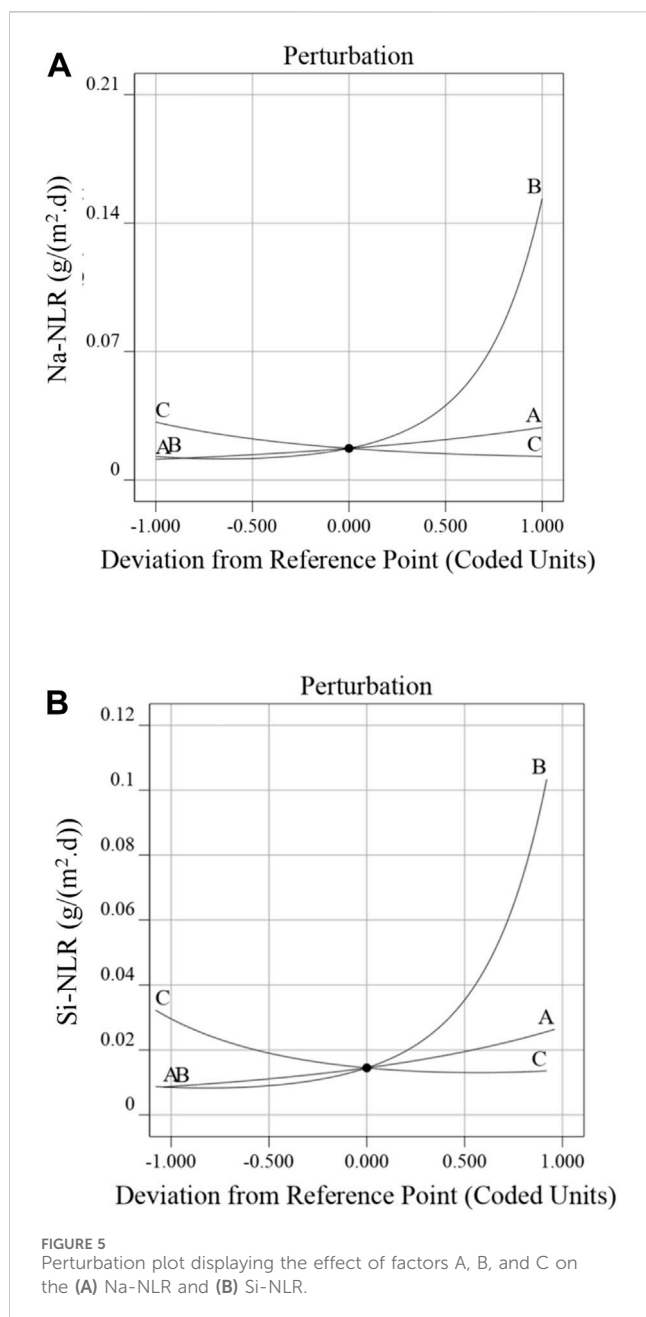 A
Perturbation
0.21
0.14
0.07
0
Na-NLR (g/(m².d))
B
C
A
AB
C
-1.000 -0.500 0.000 0.500 1.000
Deviation from Reference Point (Coded Units)
B
Perturbation
0.12
0.1
0.08
0.06
0.04
0.02
0
Si-NLR (g/(m².d))
B
C
A
AB
C
-1.000 -0.500 0.000 0.500 1.000
Deviation from Reference Point (Coded Units)
FIGURE 5
Perturbation plot displaying the effect of factors A, B, and C on
the (A) Na-NLR and (B) Si-NLR.